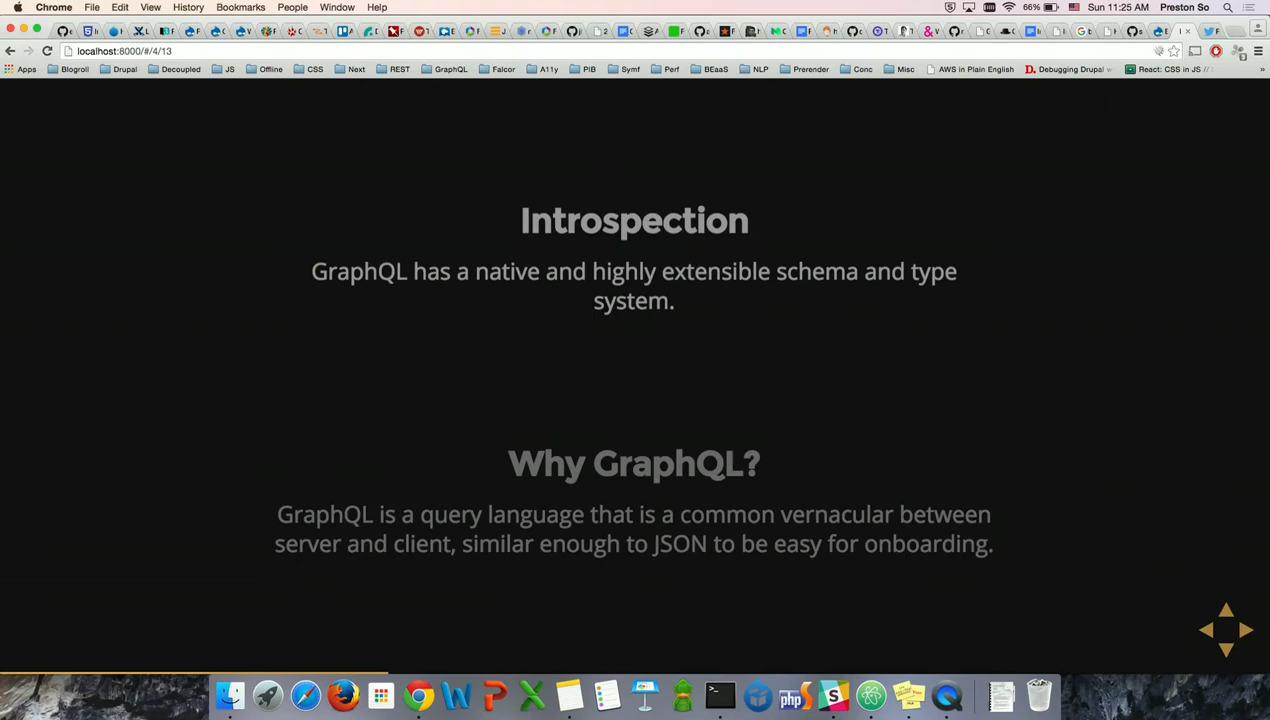 Chrome File Edit View History Bookmarks People Window Help 66% Sun 11:25 AM Preston So
localhost:8000/#/4/13
Apps Blogroll Drupal Decoupled JS Offline CSS Next REST GraphQL Falcor A11y PIB Symf Perf BEaaS NLP Prerender Conc Misc AWS in Plain English Debugging Drupal React: CSS in JS // »
Introspection
GraphQL has a native and highly extensible schema and type
system.
Why GraphQL?
GraphQL is a query language that is a common vernacular between
server and client, similar enough to JSON to be easy for onboarding.
php